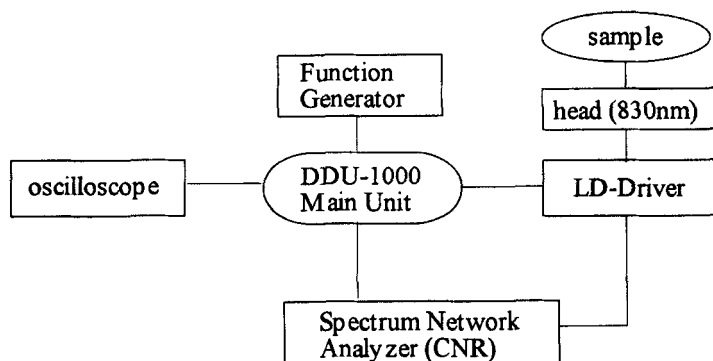 sample
Function
Generator
head (830nm)
oscilloscope
DDU-1000
Main Unit
LD-Driver
Spectrum Network
Analyzer (CNR)